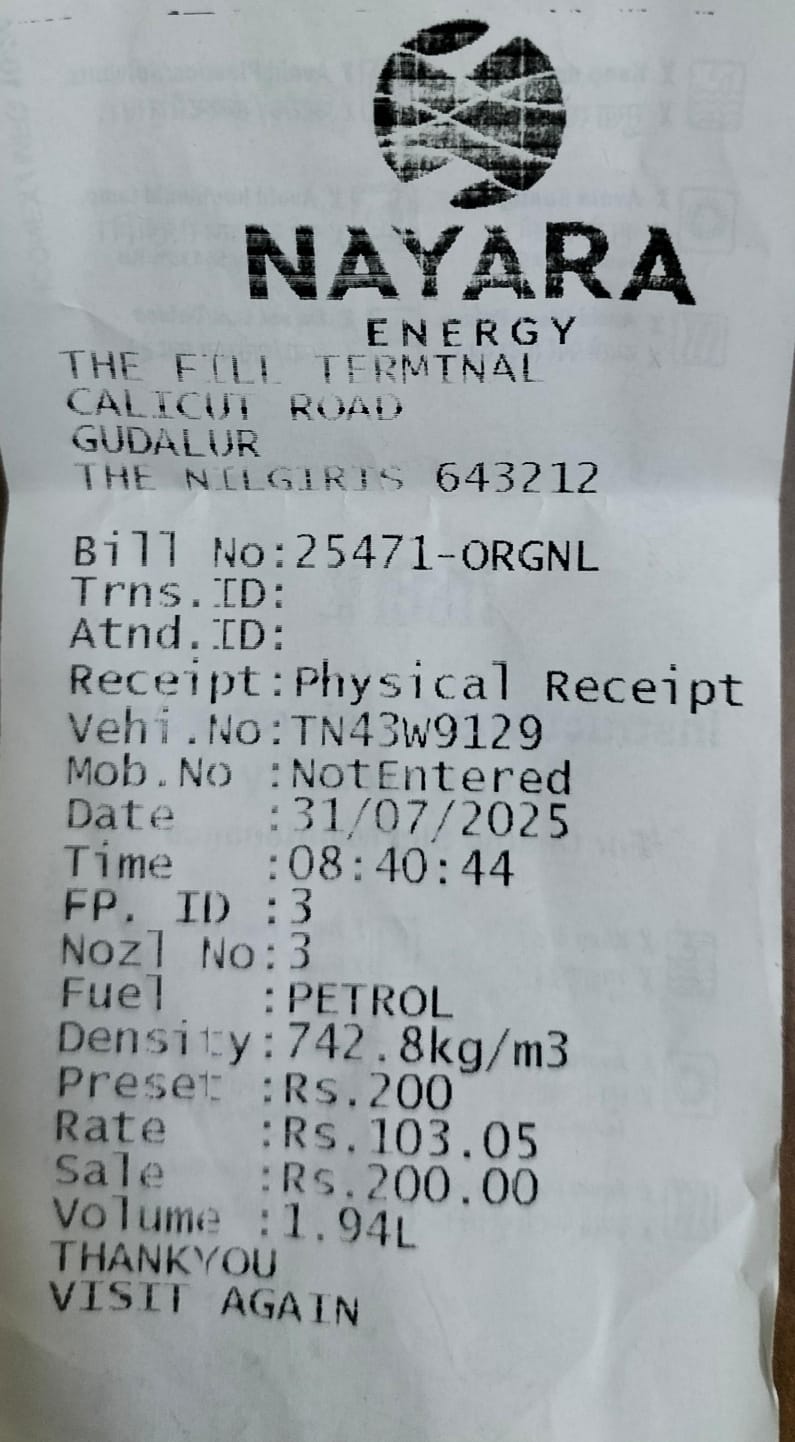 NAYARA
ENERGY
THE FILL TERMINAL
CALICUT ROAD
GUDALUR
THE NILGIRIS 643212
Bill No:25471-ORGNL
Trns.ID:
Atnd.ID:
Receipt:Physical Receipt
Vehi.No:TN43W9129
Mob.No :NotEntered
Date :31/07/2025
Time :08:40:44
FP. ID :3
Nozl No:3
Fuel :PETROL
Density:742.8kg/m3
Preset :Rs.200
Rate :Rs.103.05
Sale :Rs.200.00
Volume :1.94L
THANKYOU
VISIT AGAIN